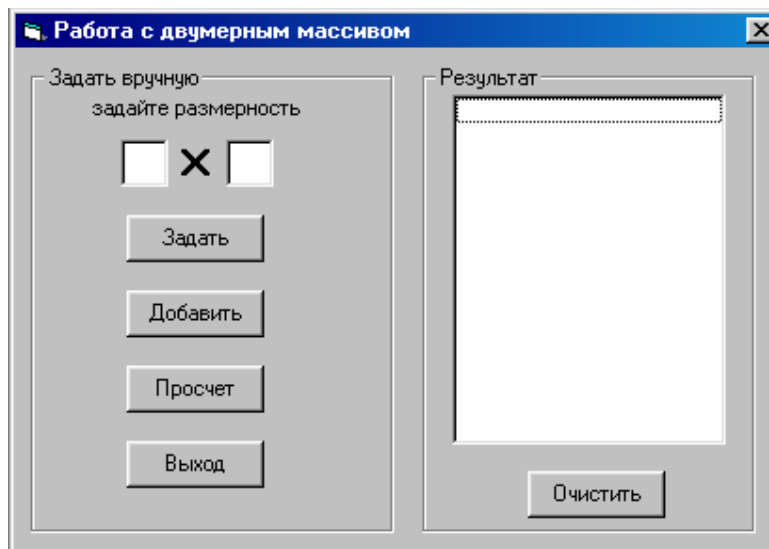 Работа с двумерным массивом
Задать вручную
задайте размерность
X
Задать
Добавить
Просчет
Выход
Результат
Очистить